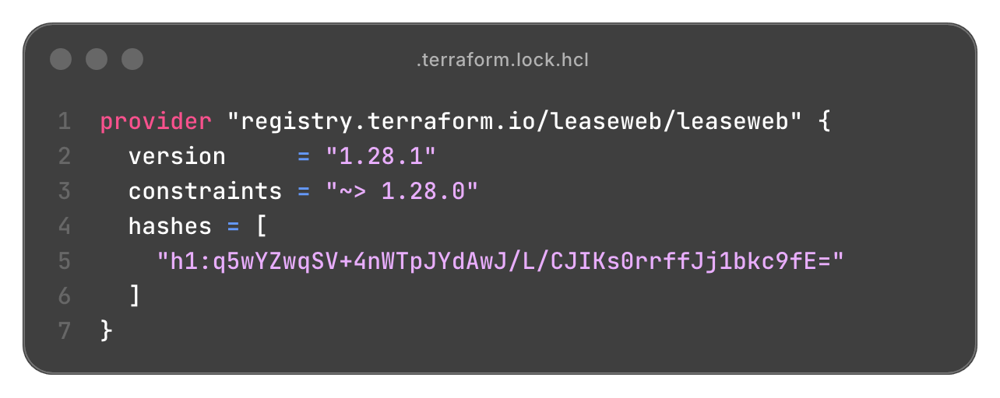 .terraform.lock.hcl
1 provider "registry.terraform.io/leaseweb/leaseweb" {
2   version     = "1.28.1"
3   constraints = "~> 1.28.0"
4   hashes = [
5     "h1:q5wYZwqSV+4nWTpJYdAwJ/L/CJIKs0rrffJj1bkc9fE="
6   ]
7 }